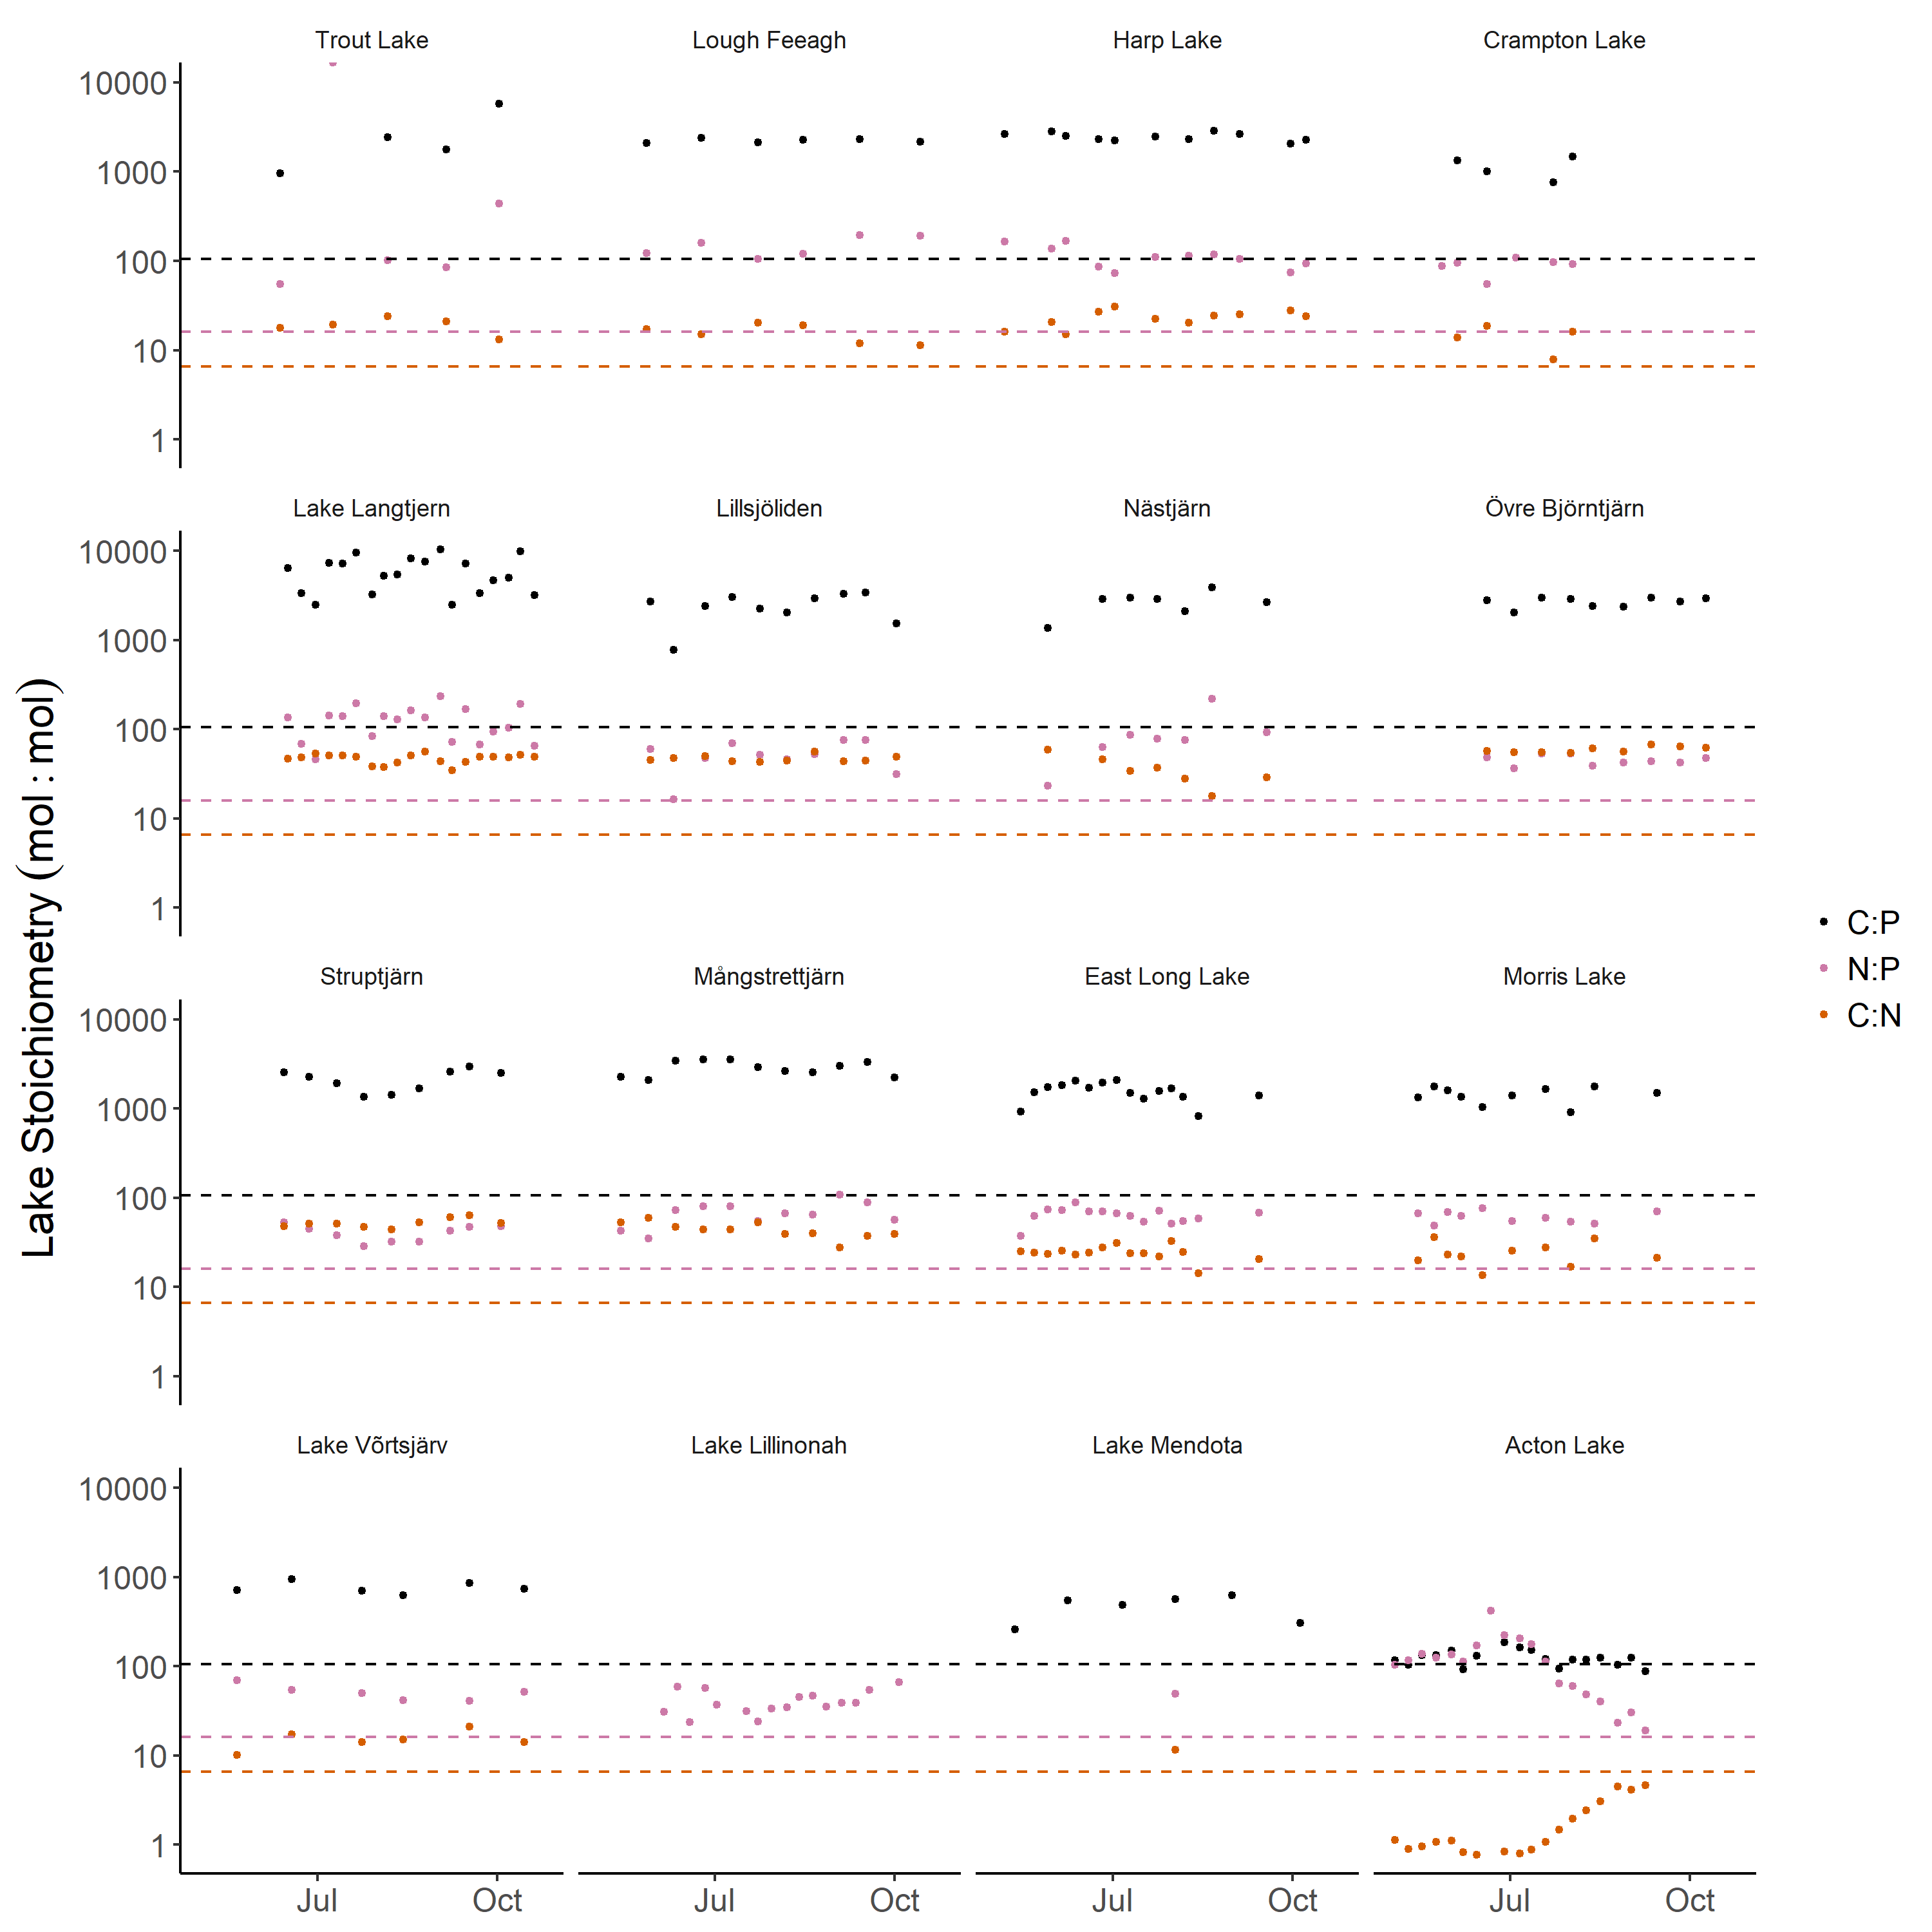 Trout Lake Lough Feeagh Harp Lake Crampton Lake
10000
1000
100
10
1
Lake Langtjern Lillsjöliden Nästjärn Övre Björntjärn
10000
1000
100
10
1
Lake Stoichiometry (mol : mol)
C:P
N:P
C:N
Struptjärn Mångstrettjärn East Long Lake Morris Lake
10000
1000
100
10
1
Lake Võrtsjärv Lake Lillinonah Lake Mendota Acton Lake
10000
1000
100
10
1
Jul Oct Jul Oct Jul Oct Jul Oct